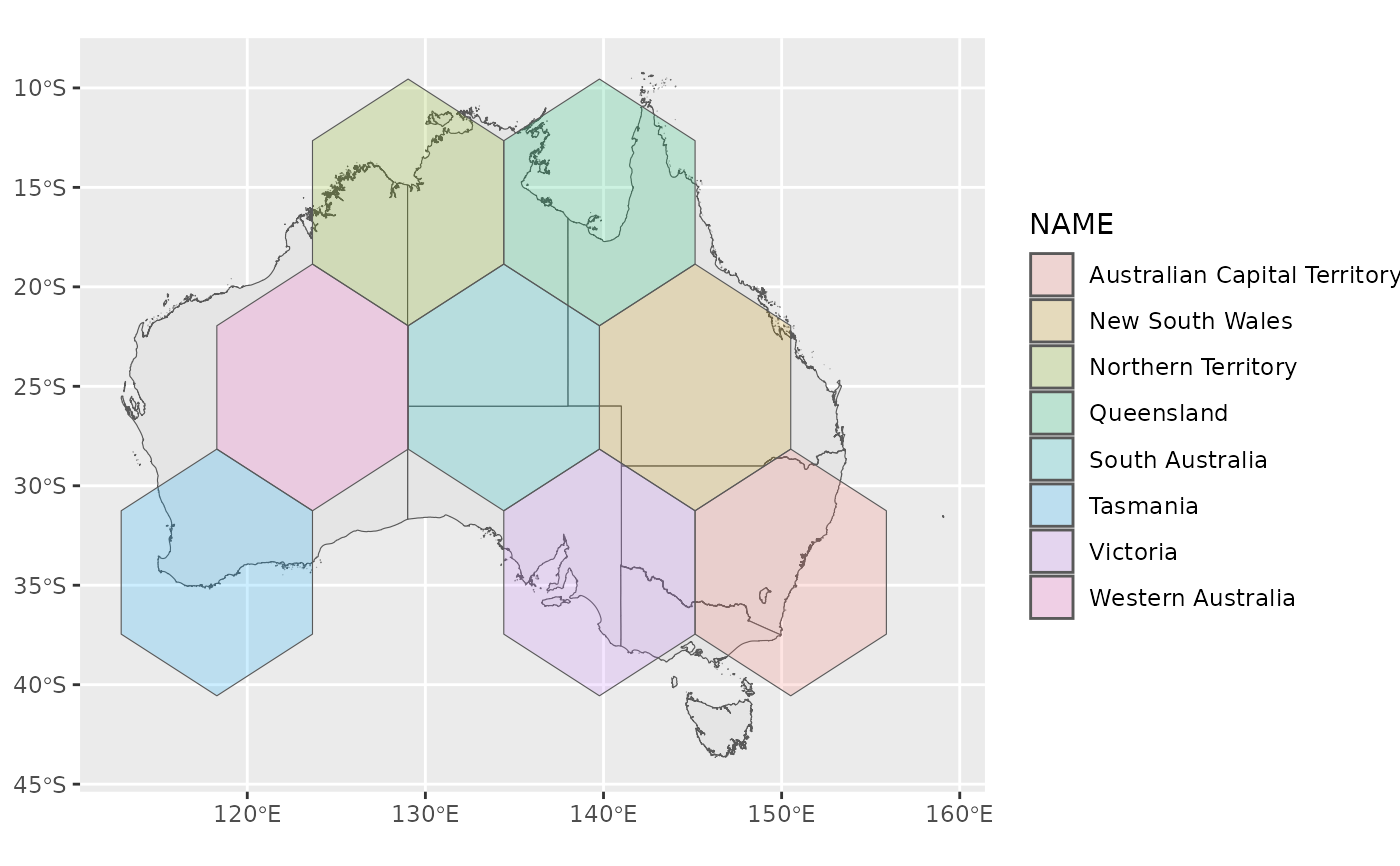 10°S
15°S
20°S
25°S
30°S
35°S
40°S
45°S
120°E
130°E
140°E
150°E
160°E
NAME
Australian Capital Territory
New South Wales
Northern Territory
Queensland
South Australia
Tasmania
Victoria
Western Australia